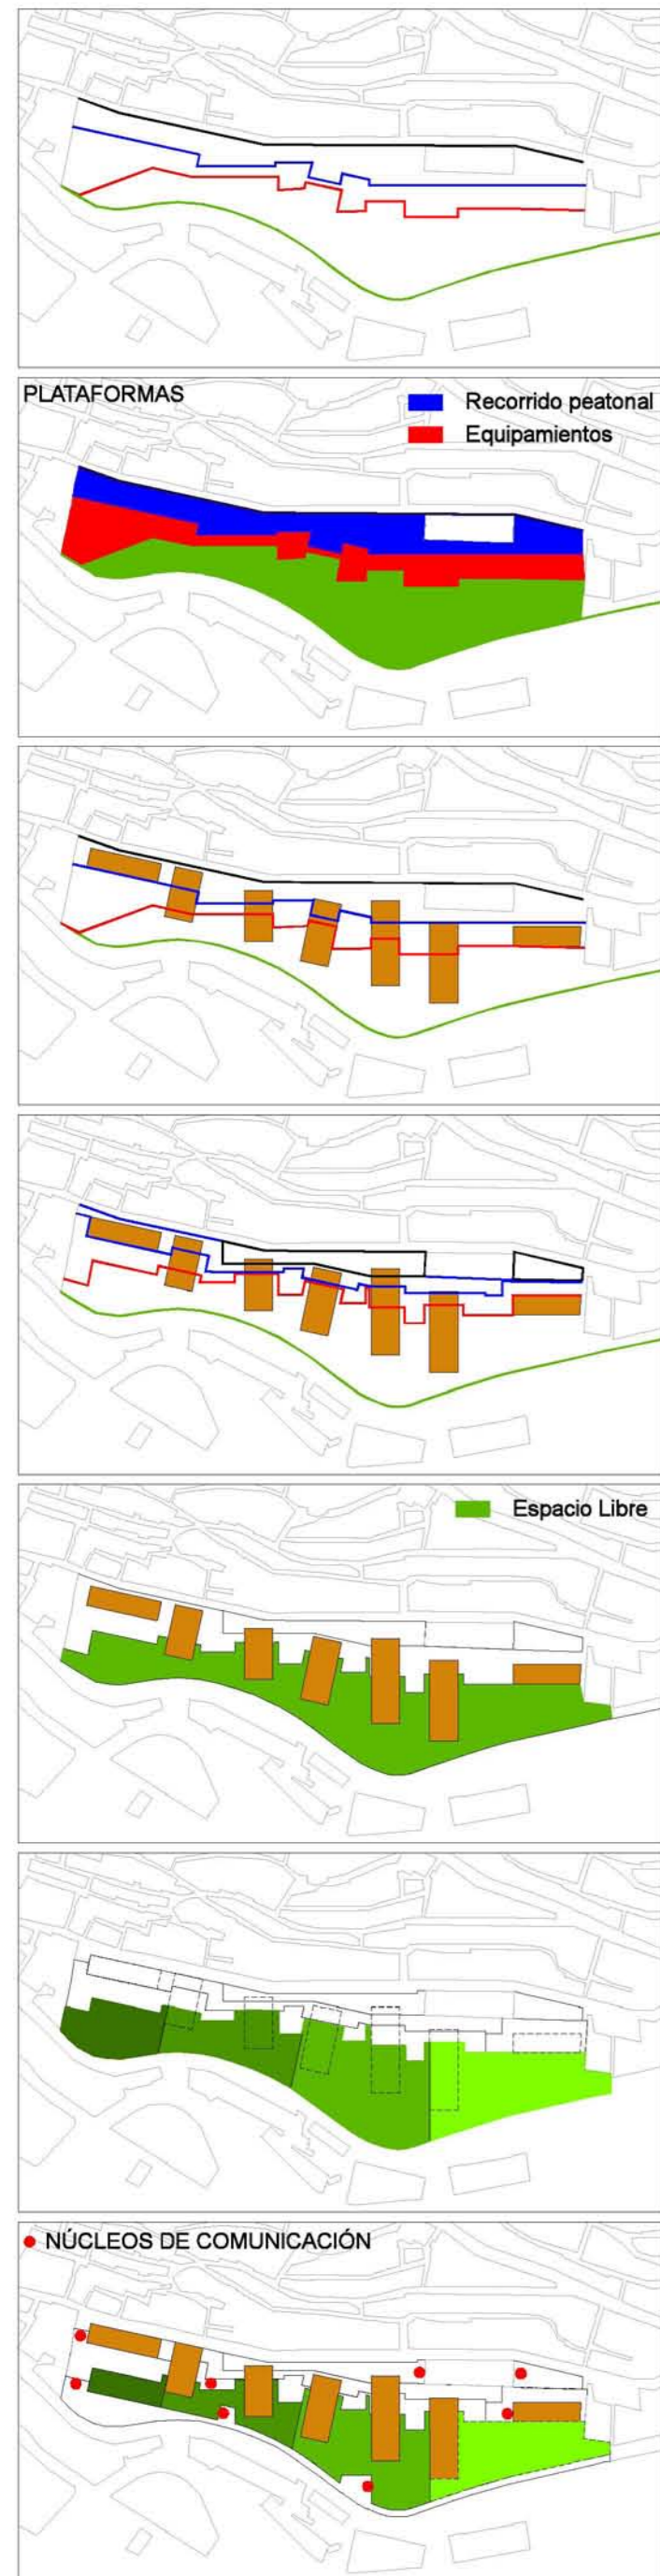 PLATAFORMAS
Recorrido peatonal
Equipamientos
Espacio Libre
NÚCLEOS DE COMUNICACIÓN